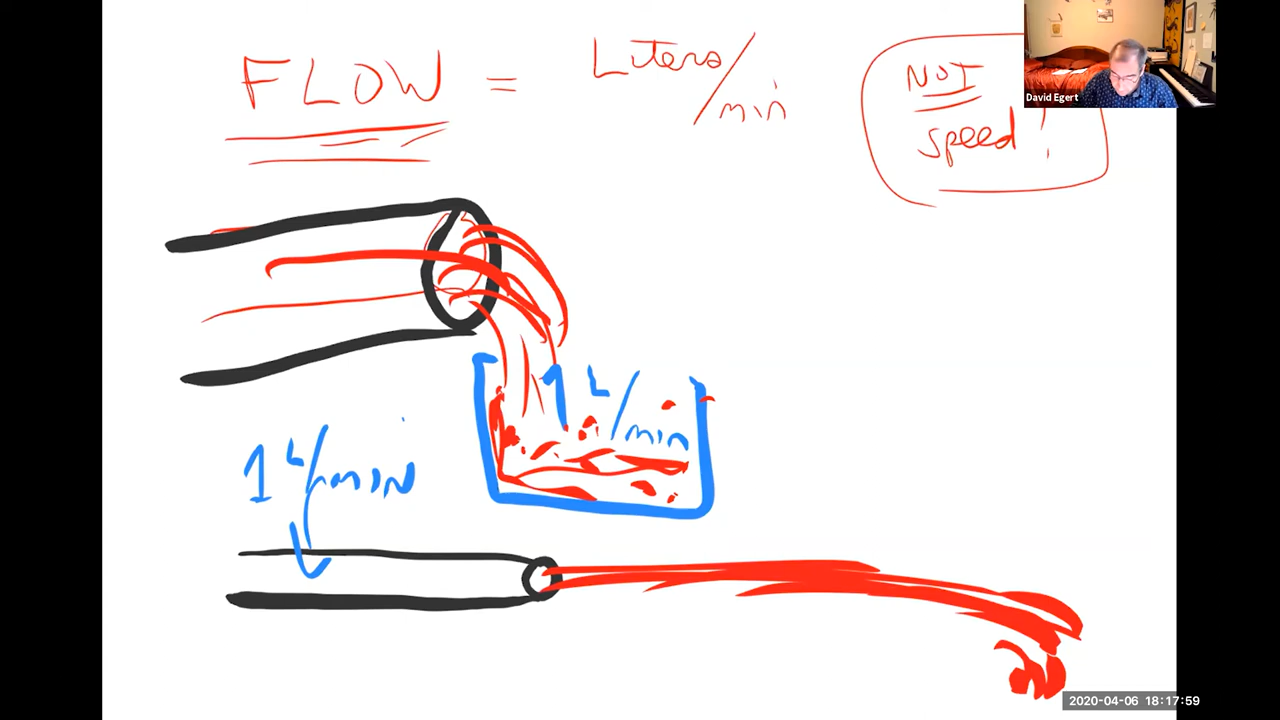 FLOW = Liters/min
NOT
speed!
David Egert
1 L/min
1 L/min
2020-04-06 18:17:59